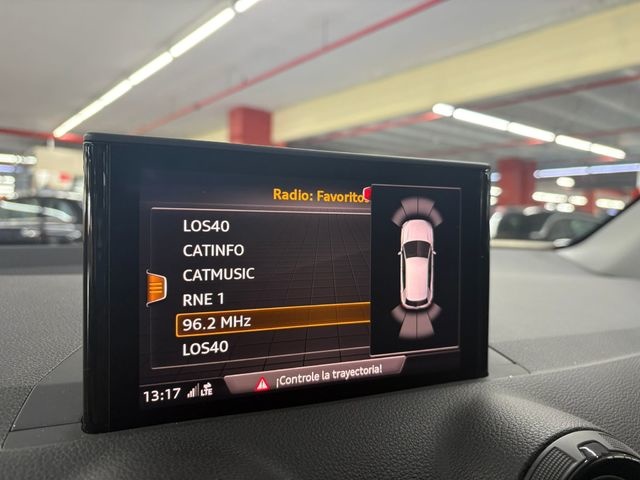 Radio: Favorito
LOS40
CATINFO
CATMUSIC
RNE 1
96.2 MHz
LOS40
¡Controle la trayectoria!
13:17 LTE